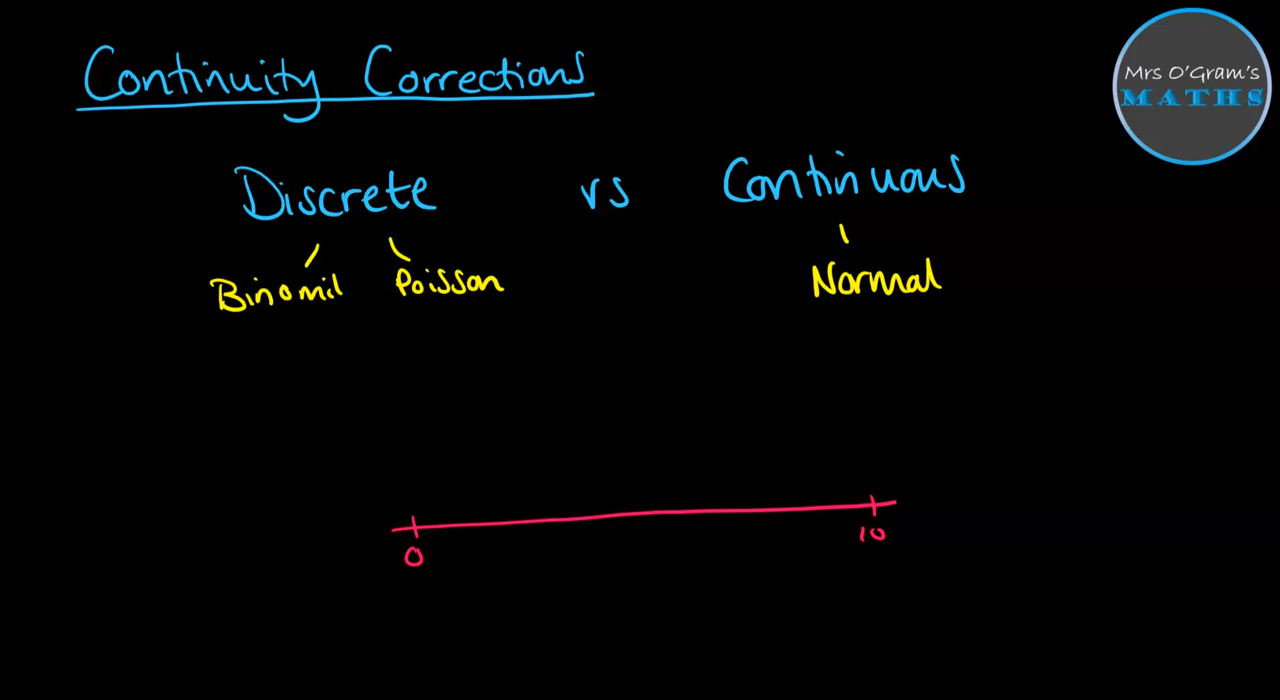 Continuity Corrections
Mrs O'Gram's
MATHS
Discrete vs Continuous
Binomil Poisson Normal
0 10